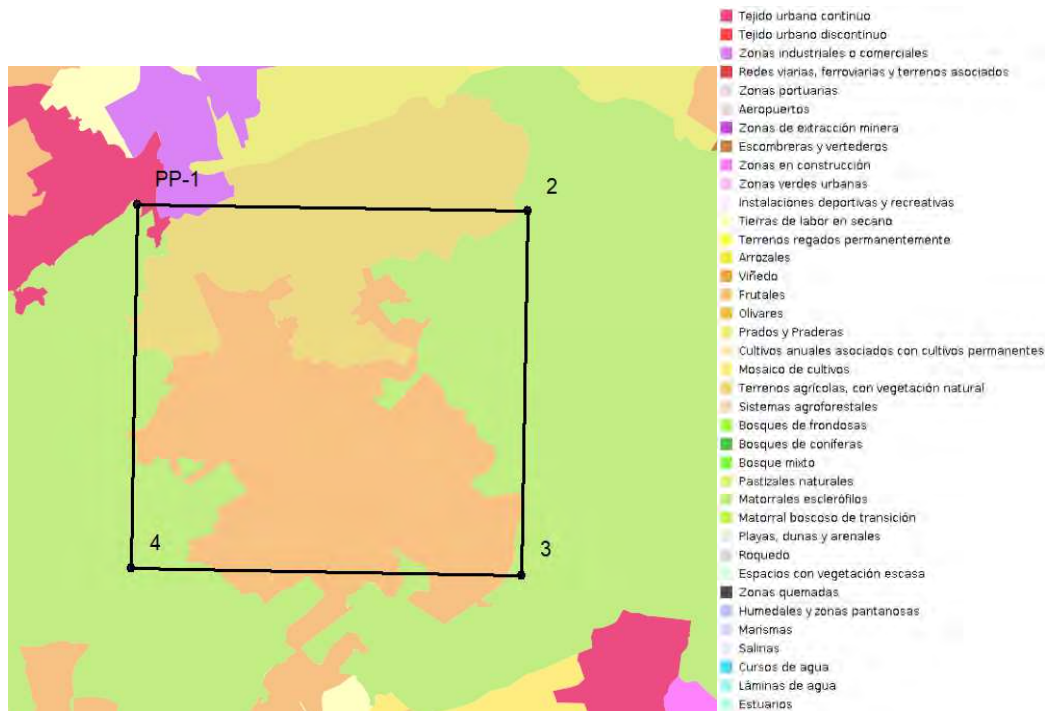 PP-1
2
4
3
Tejido urbano continuo
Tejido urbano discontinuo
Zonas industriales o comerciales
Redes viarias, ferroviarias y terrenos asociados
Zonas portuarias
Aeropuertos
Zonas de extracción minera
Escombreras y vertederos
Zonas en construcción
Zonas verdes urbanas
Instalaciones deportivas y recreativas
Tierras de labor en secano
Terrenos regados permanentemente
Arrozales
Viñedo
Frutales
Olivares
Prados y Praderas
Cultivos anuales asociados con cultivos permanentes
Mosaico de cultivos
Terrenos agrícolas, con vegetación natural
Sistemas agroforestales
Bosques de frondosas
Bosques de coníferas
Bosque mixto
Pastizales naturales
Matorrales esclerófilos
Matorral boscoso de transición
Playas, dunas y arenales
Roquedo
Espacios con vegetación escasa
Zonas quemadas
Humedales y zonas pantanosas
Marismas
Salinas
Cursos de agua
Láminas de agua
Estuarios